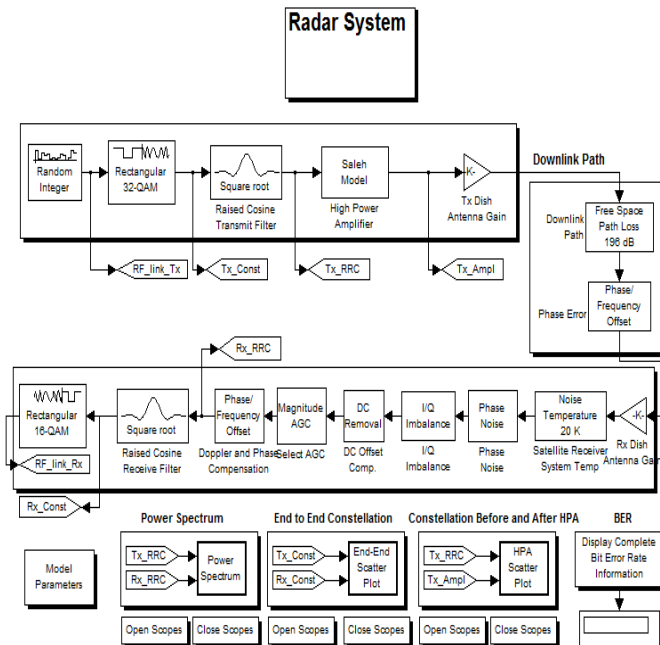 Radar System
Random
Integer
Rectangular
32-QAM
Square root
Raised Cosine
Transmit Filter
Saleh
Model
High Power
Amplifier
-K-
Tx Dish
Antenna Gain
Downlink Path
RF_link_Tx
Tx_Const
Tx_RRC
Tx_Ampl
Downlink
Path
Free Space
Path Loss
196 dB
Phase Error
Phase/
Frequency
Offset
Rx_RRC
Rectangular
16-QAM
Square root
Raised Cosine
Receive Filter
Phase/
Frequency
Offset
Doppler and Phase
Compensation
Magnitude
AGC
Select AGC
DC
Removal
DC Offset
Comp.
I/Q
Imbalance
I/Q
Imbalance
Phase
Noise
Phase
Noise
Noise
Temperature
20 K
Satellite Receiver
System Temp
-K-
Rx Dish
Antenna Gain
RF_link_Rx
Rx_Const
Model
Parameters
Power Spectrum
Tx_RRC
Rx_RRC
Power
Spectrum
Open Scopes
Close Scopes
End to End Constellation
Tx_Const
Rx_Const
End-End
Scatter
Plot
Open Scopes
Close Scopes
Constellation Before and After HPA
Tx_RRC
Tx_Ampl
HPA
Scatter
Plot
Open Scopes
Close Scopes
BER
Display Complete
Bit Error Rate
Information